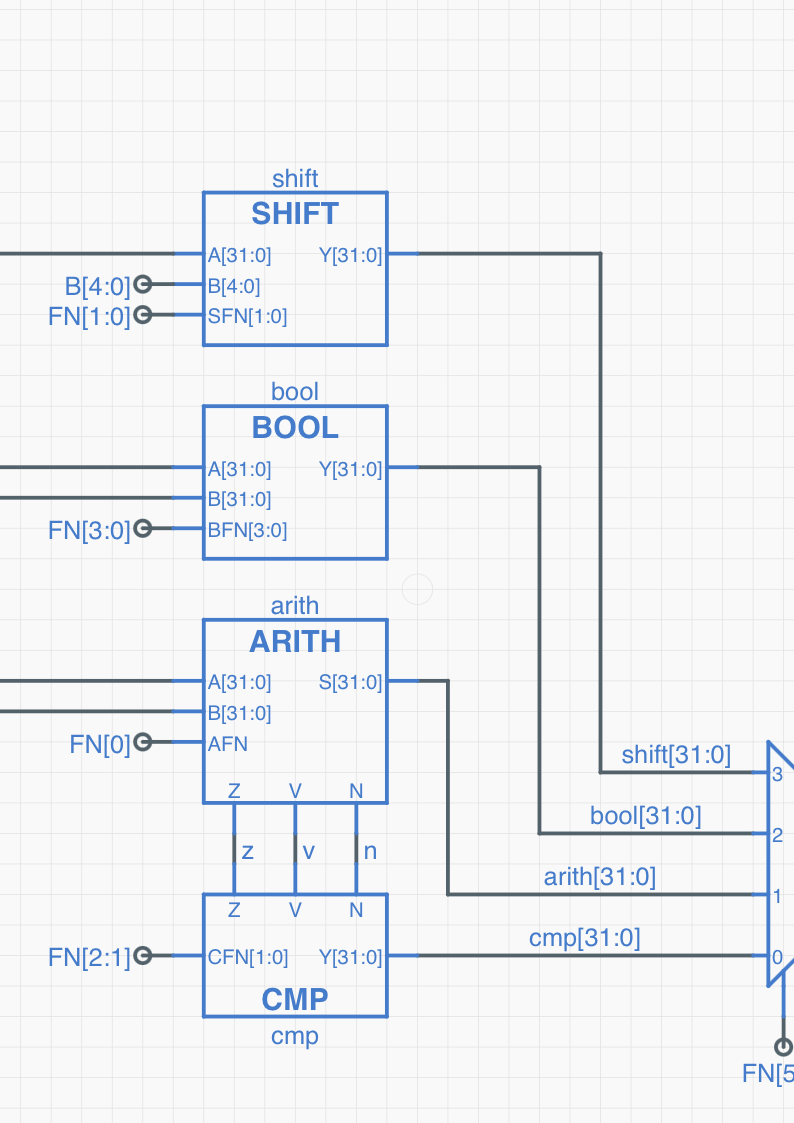 shift
SHIFT
A[31:0] Y[31:0]
B[4:0] B[4:0]
FN[1:0] SFN[1:0]
bool
BOOL
A[31:0] Y[31:0]
B[31:0]
FN[3:0] BFN[3:0]
arith
ARITH
A[31:0] S[31:0]
B[31:0]
FN[0] AFN
shift[31:0]
3
Z V N
bool[31:0]
2
z v n
arith[31:0]
1
Z V N
cmp[31:0]
FN[2:1] CFN[1:0] Y[31:0] 0
CMP
cmp
FN[5